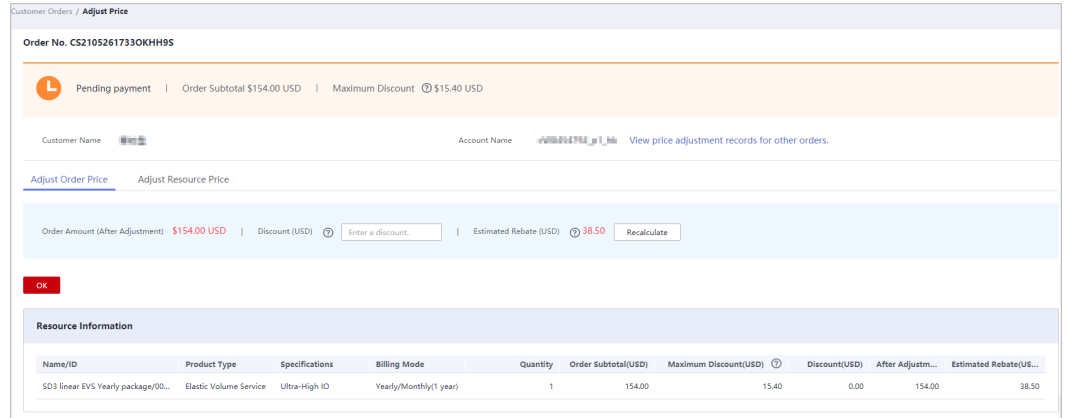 Customer Orders / Adjust Price
Order No. CS2105261733OKHH9S
Pending payment | Order Subtotal $154.00 USD | Maximum Discount ? $15.40 USD
Customer Name Account Name View price adjustment records for other orders.
Adjust Order Price Adjust Resource Price
Order Amount (After Adjustment) $154.00 USD | Discount (USD) ? Enter a discount. | Estimated Rebate (USD) ? 38.50 Recalculate
OK
Resource Information
Name/ID Product Type Specifications Billing Mode Quantity Order Subtotal(USD) Maximum Discount(USD) ? Discount(USD) After Adjustm... Estimated Rebate(US...
SD3 linear EVS Yearly package/00... Elastic Volume Service Ultra-High IO Yearly/Monthly(1 year) 1 154.00 15.40 0.00 154.00 38.50